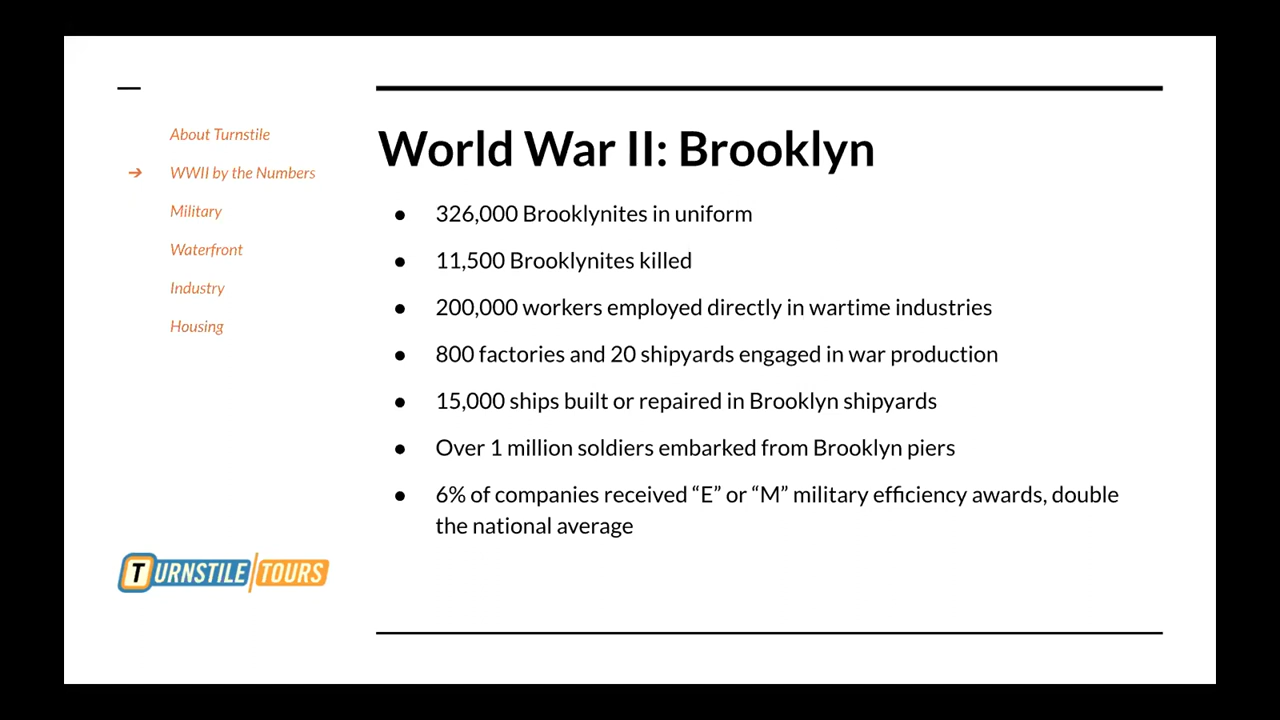 About Turnstile
➔ WWII by the Numbers
Military
Waterfront
Industry
Housing
TURNSTILE TOURS
World War II: Brooklyn
● 326,000 Brooklynites in uniform
● 11,500 Brooklynites killed
● 200,000 workers employed directly in wartime industries
● 800 factories and 20 shipyards engaged in war production
● 15,000 ships built or repaired in Brooklyn shipyards
● Over 1 million soldiers embarked from Brooklyn piers
● 6% of companies received “E” or “M” military efficiency awards, double
the national average